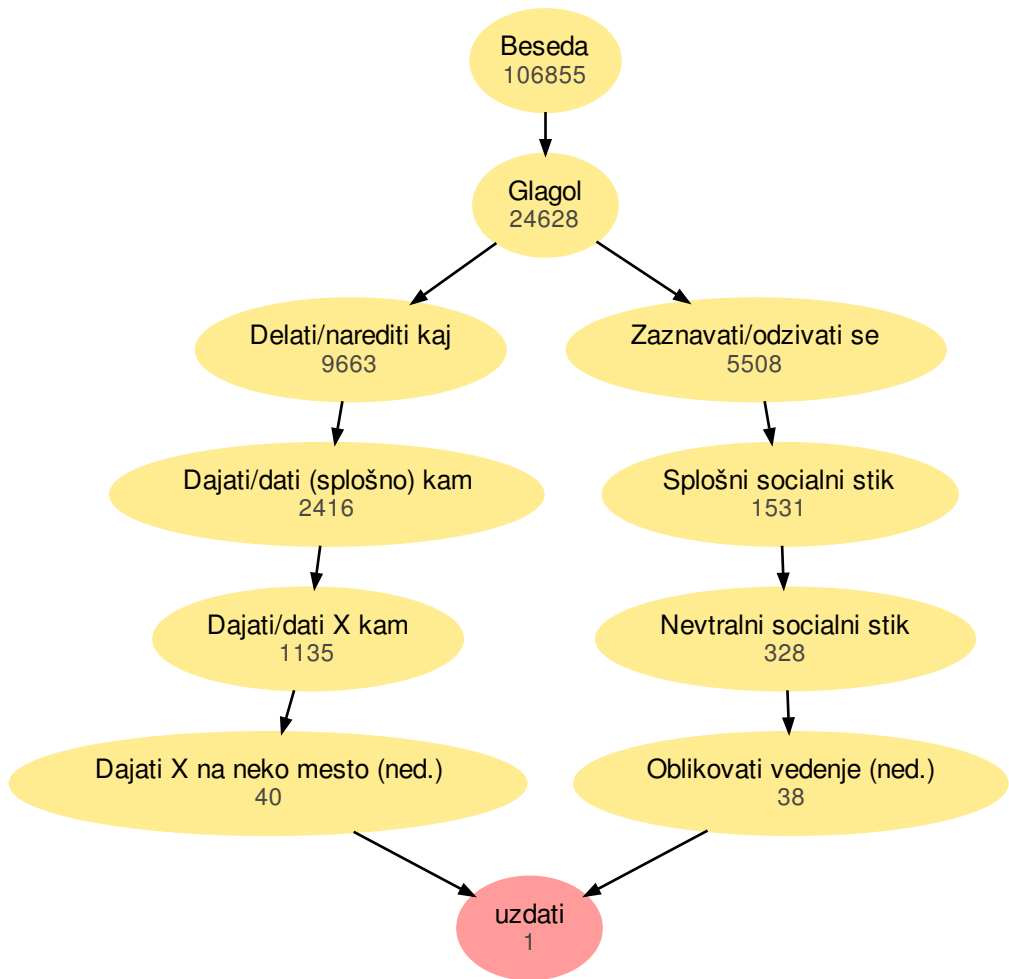 Beseda
106855
Glagol
24628
Delati/narediti kaj
9663
Zaznavati/odzivati se
5508
Dajati/dati (splošno) kam
2416
Splošni socialni stik
1531
Dajati/dati X kam
1135
Nevtralni socialni stik
328
Dajati X na neko mesto (ned.)
40
Oblikovati vedenje (ned.)
38
uzdati
1